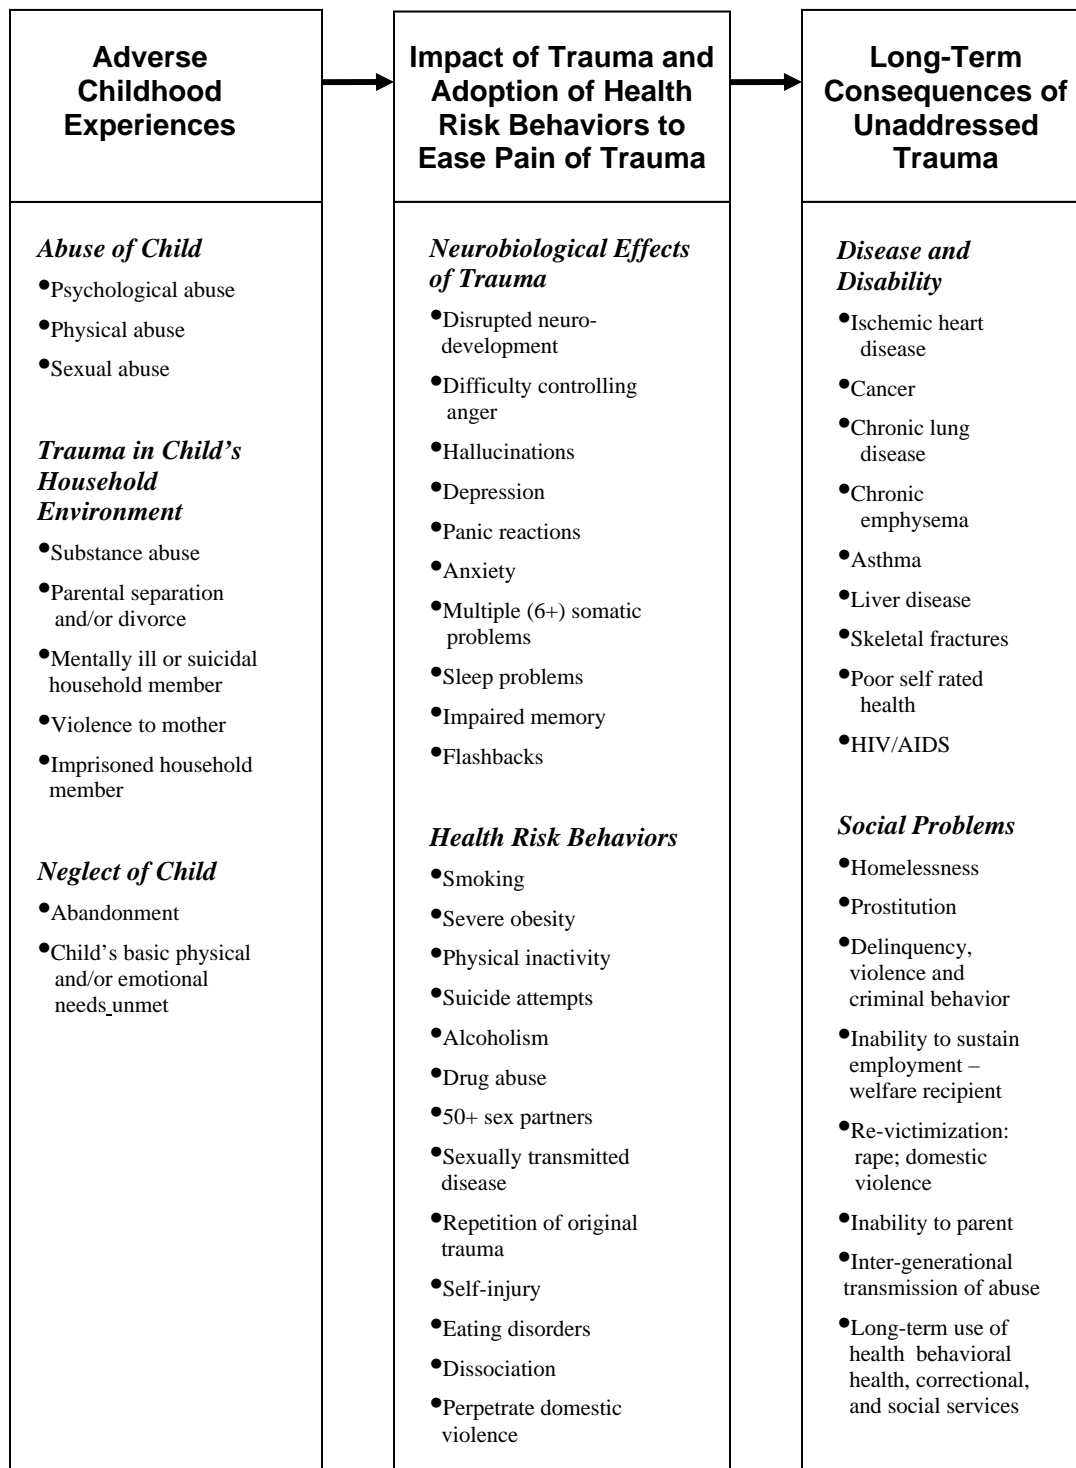 Adverse
Childhood
Experiences
Abuse of Child
•Psychological abuse
•Physical abuse
•Sexual abuse
Trauma in Child’s
Household
Environment
•Substance abuse
•Parental separation
and/or divorce
•Mentally ill or suicidal
household member
•Violence to mother
•Imprisoned household
member
Neglect of Child
•Abandonment
•Child’s basic physical
and/or emotional
needs unmet
Impact of Trauma and
Adoption of Health
Risk Behaviors to
Ease Pain of Trauma
Neurobiological Effects
of Trauma
•Disrupted neuro-
development
•Difficulty controlling
anger
•Hallucinations
•Depression
•Panic reactions
•Anxiety
•Multiple (6+) somatic
problems
•Sleep problems
•Impaired memory
•Flashbacks
Health Risk Behaviors
•Smoking
•Severe obesity
•Physical inactivity
•Suicide attempts
•Alcoholism
•Drug abuse
•50+ sex partners
•Sexually transmitted
disease
•Repetition of original
trauma
•Self-injury
•Eating disorders
•Dissociation
•Perpetrate domestic
violence
Long-Term
Consequences of
Unaddressed
Trauma
Disease and
Disability
•Ischemic heart
disease
•Cancer
•Chronic lung
disease
•Chronic
emphysema
•Asthma
•Liver disease
•Skeletal fractures
•Poor self rated
health
•HIV/AIDS
Social Problems
•Homelessness
•Prostitution
•Delinquency,
violence and
criminal behavior
•Inability to sustain
employment –
welfare recipient
•Re-victimization:
rape; domestic
violence
•Inability to parent
•Inter-generational
transmission of abuse
•Long-term use of
health behavioral
health, correctional,
and social services